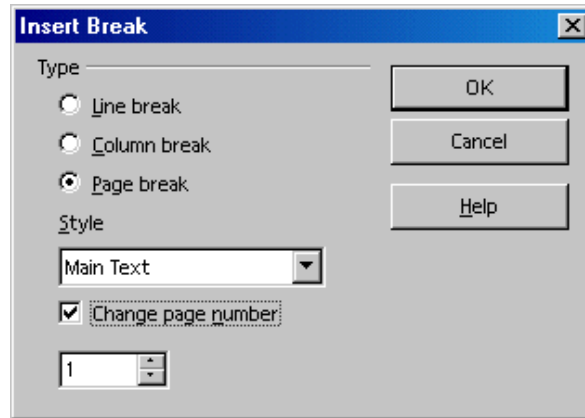 Insert Break
Type
Line break
Column break
Page break
Style
Main Text
Change page number
1
OK
Cancel
Help